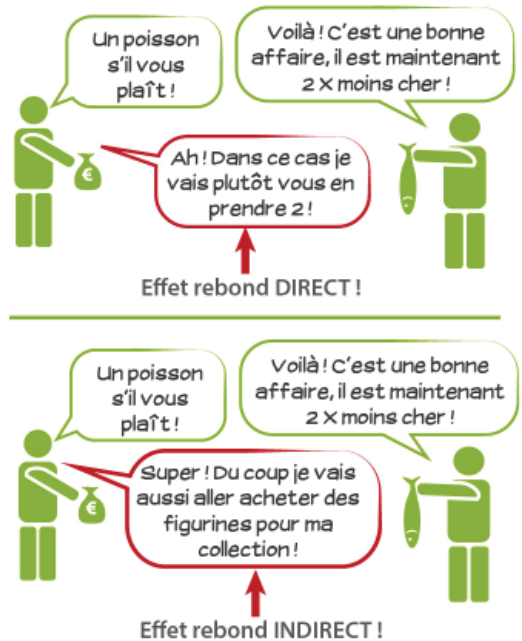 Un poisson
s'il vous
plaît !
Voilà ! C'est une bonne
affaire, il est maintenant
2 X moins cher !
€
Ah ! Dans ce cas je
vais plutôt vous en
prendre 2 !
Effet rebond DIRECT !
Un poisson
s'il vous
plaît !
Voilà ! C'est une bonne
affaire, il est maintenant
2 X moins cher !
€
Super ! Du coup je vais
aussi aller acheter des
figurines pour ma
collection !
Effet rebond INDIRECT !